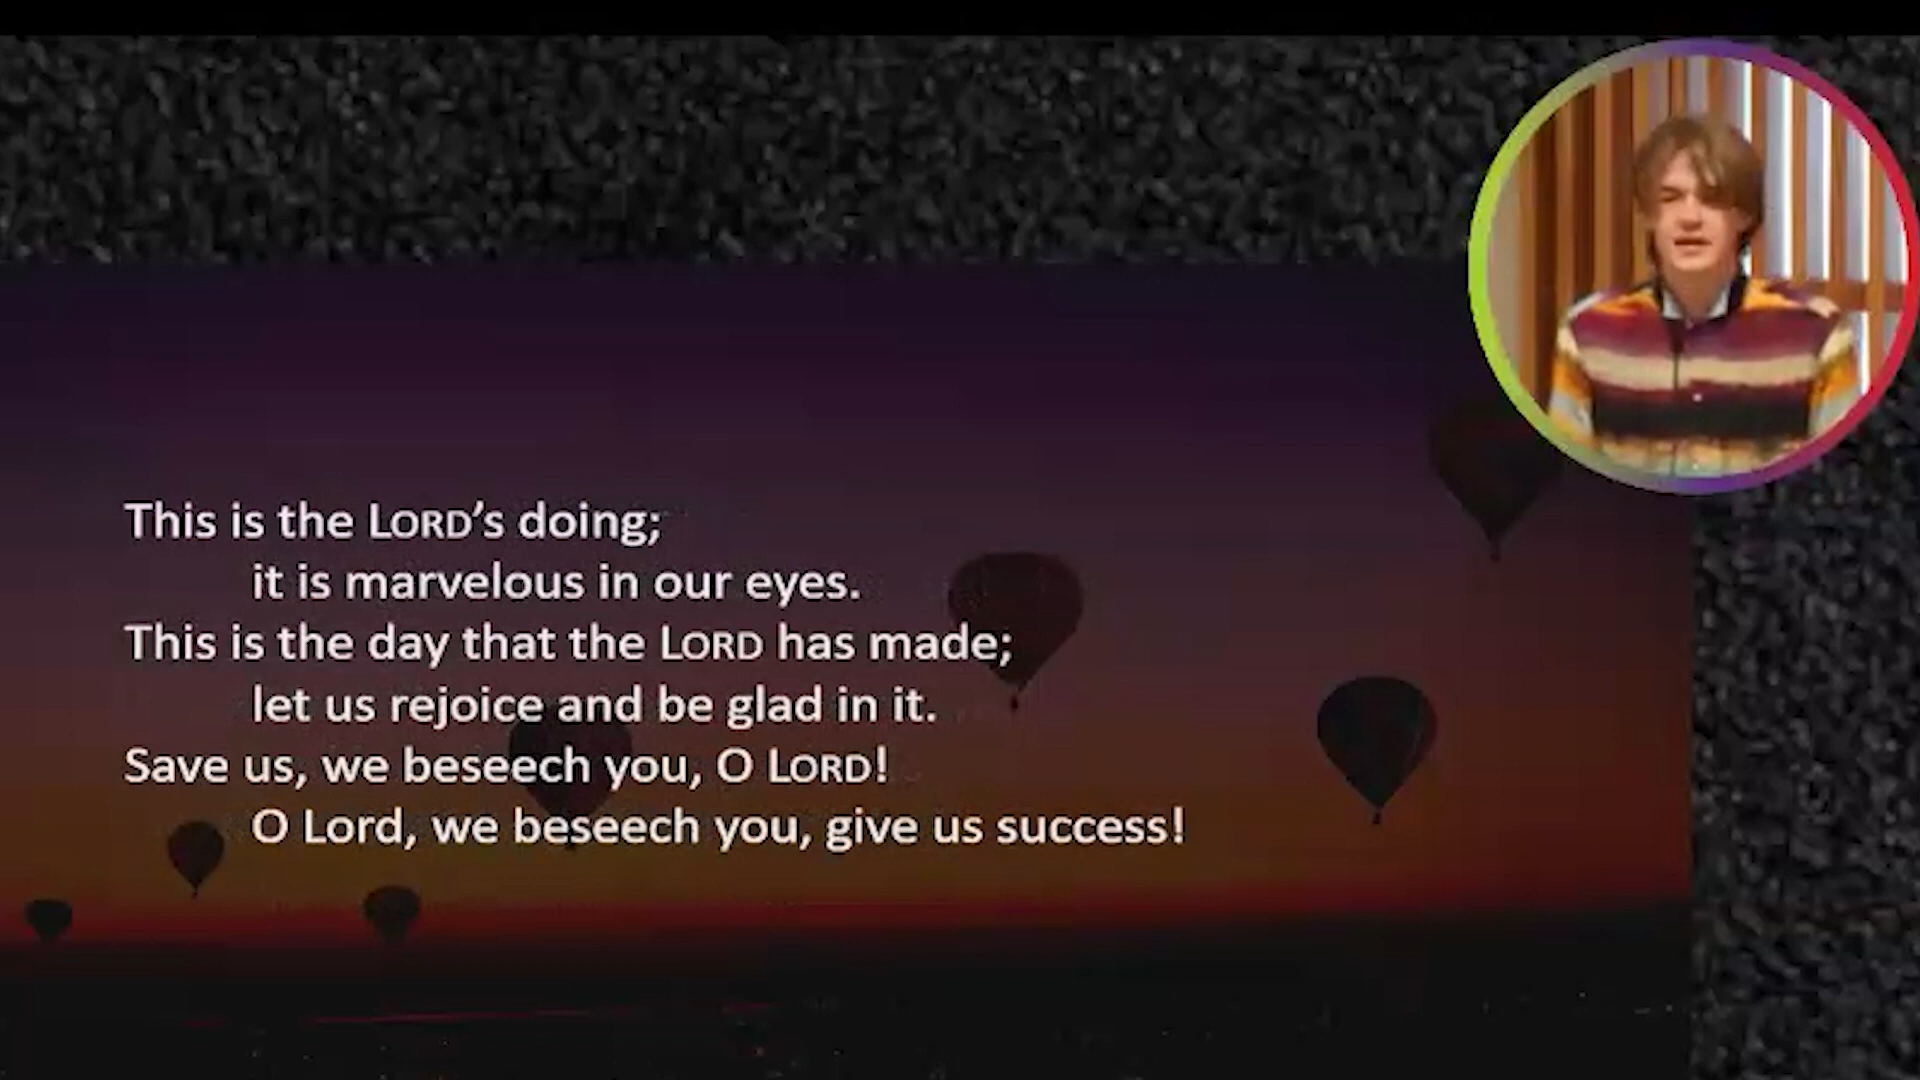 This is the LORD’s doing;
it is marvelous in our eyes.
This is the day that the LORD has made;
let us rejoice and be glad in it.
Save us, we beseech you, O LORD!
O Lord, we beseech you, give us success!